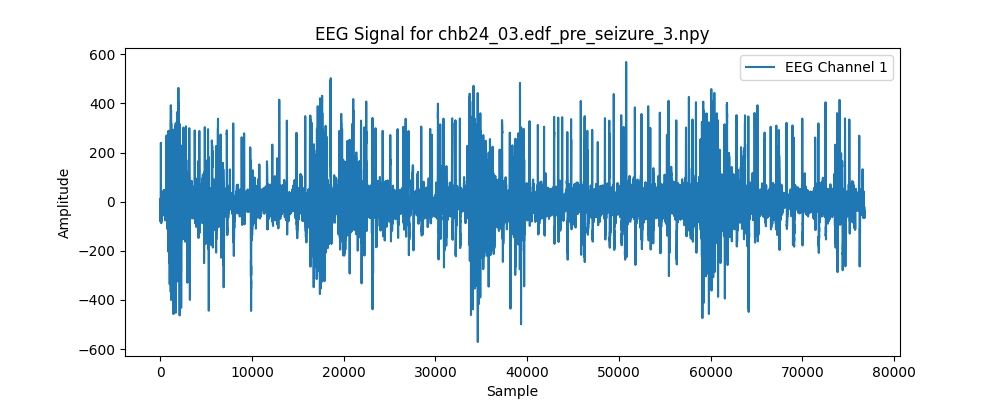 EEG Signal for chb24_03.edf_pre_seizure_3.npy
EEG Channel 1
600
400
200
0
−200
−400
−600
Amplitude
0 10000 20000 30000 40000 50000 60000 70000 80000
Sample